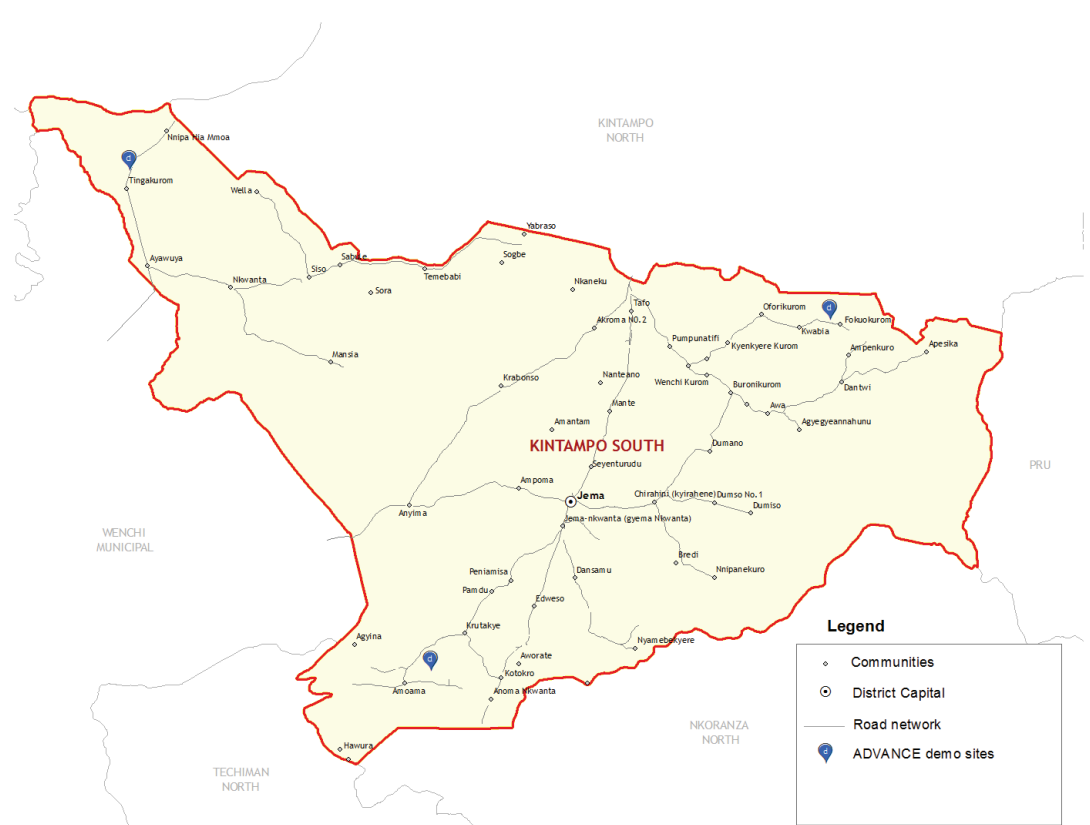 KINTAMPO
NORTH
Nnipa Hia Mmoa
Tingakurom
Wella
Yabraso
Ayawuya
Sabule
Sogbe
Siso
Temebabi
Nkwanta
Sora
Nkaneku
Tafo
Oforikurom
Akroma N0.2
Kwabia
Fokuokurom
Pumpunatifi
Kyenkyere Kurom
Ampenkuro
Apesika
Mansia
Krabonso
Nanteano
Wenchi Kurom
Buronikurom
Dantwi
Mante
Awa
Amantam
Agyegyeannahunu
KINTAMPO SOUTH
Dumano
Seyenturudu
PRU
Ampoma
Jema
Chirahini (kyirahene)
Dumso No.1
Anyima
Dumiso
Jema-nkwanta (gyema Nkwanta)
WENCHI
MUNICIPAL
Bredi
Peniamisa
Dansamu
Nnipanekuro
Pamdu
Edweso
Krutakye
Agyina
Nyamebekyere
Aworate
Kotokro
Amoama
Anoma Nkwanta
Hawura
NKORANZA
NORTH
TECHIMAN
NORTH
Legend
Communities
District Capital
Road network
d ADVANCE demo sites
d
d
d